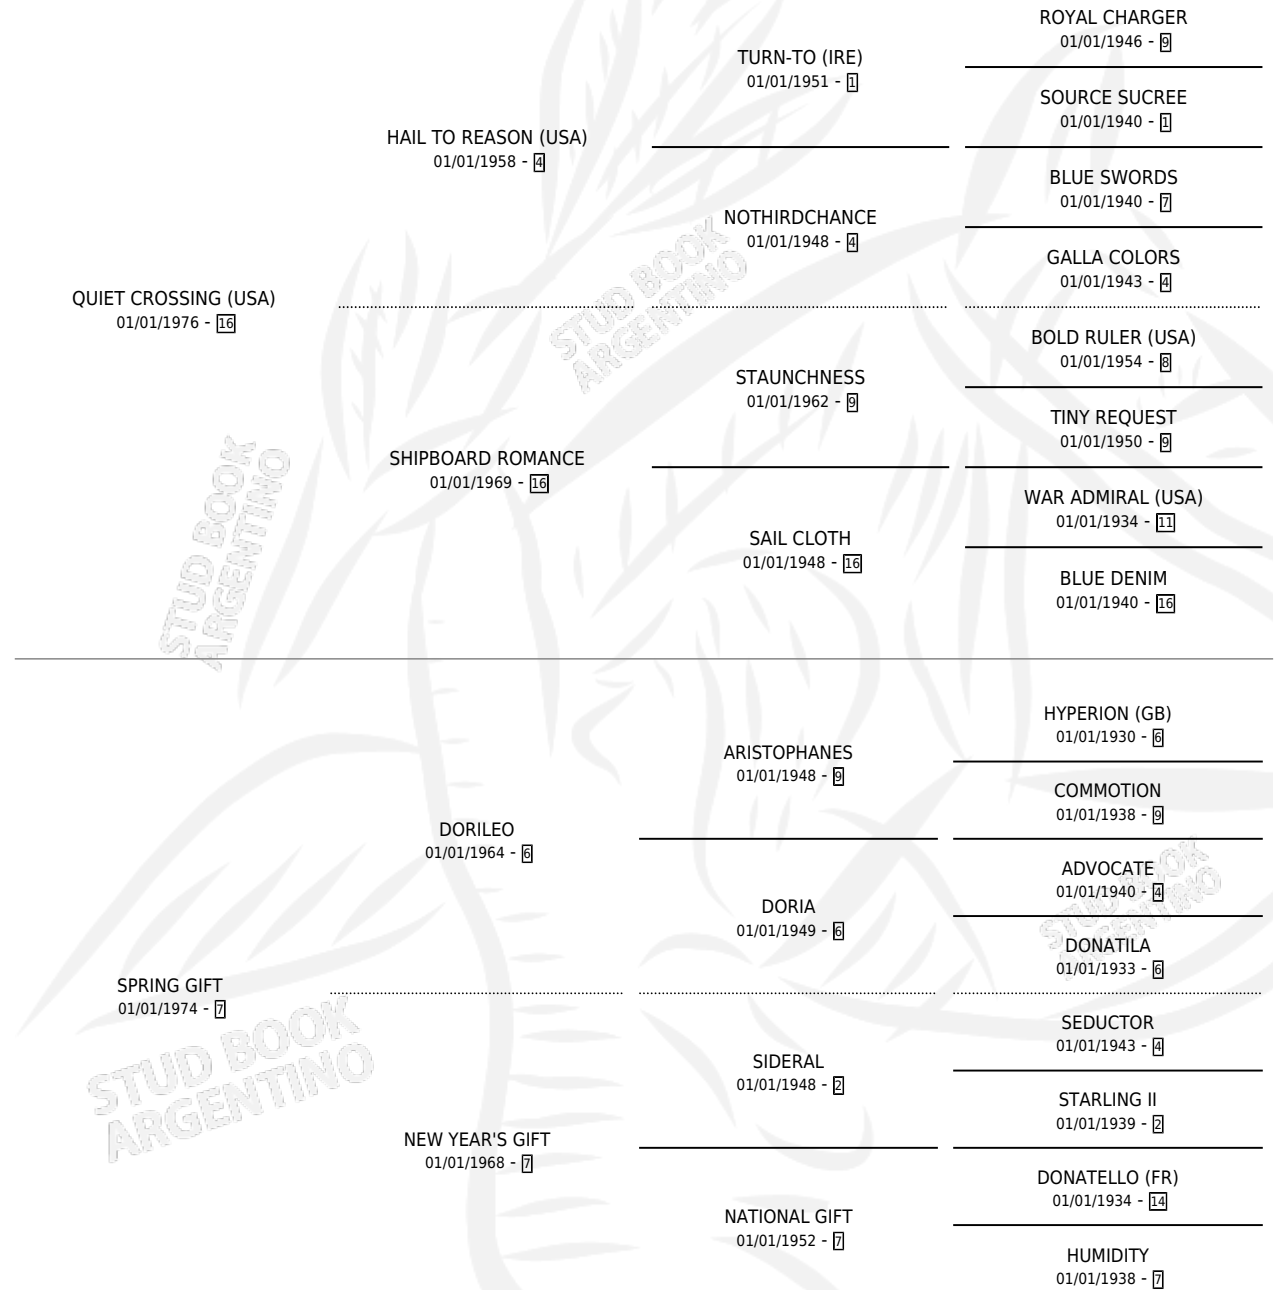 ROYAL CHARGER
01/01/1946 - 9
TURN-TO (IRE)
01/01/1951 - 1
SOURCE SUCREE
01/01/1940 - 1
HAIL TO REASON (USA)
01/01/1958 - 4
BLUE SWORDS
01/01/1940 - 7
NOTHIRDCHANCE
01/01/1948 - 4
GALLA COLORS
01/01/1943 - 4
QUIET CROSSING (USA)
01/01/1976 - 16
STUD BOOK
ARGENTINO
BOLD RULER (USA)
01/01/1954 - 8
STAUNCHNESS
01/01/1962 - 9
TINY REQUEST
01/01/1950 - 9
SHIPBOARD ROMANCE
01/01/1969 - 16
WAR ADMIRAL (USA)
01/01/1934 - 11
SAIL CLOTH
01/01/1948 - 16
BLUE DENIM
01/01/1940 - 16
STUD BOOK
ARGENTINO
HYPERION (GB)
01/01/1930 - 6
ARISTOPHANES
01/01/1948 - 9
COMMOTION
01/01/1938 - 9
DORILEO
01/01/1964 - 6
ADVOCATE
01/01/1940 - 4
DORIA
01/01/1949 - 6
DONATILA
01/01/1933 - 6
STUD BOOK
ARGENTINO
SPRING GIFT
01/01/1974 - 7
SEDUCTOR
01/01/1943 - 4
SIDERAL
01/01/1948 - 2
STARLING II
01/01/1939 - 2
STUD BOOK
ARGENTINO
NEW YEAR'S GIFT
01/01/1968 - 7
DONATELLO (FR)
01/01/1934 - 14
NATIONAL GIFT
01/01/1952 - 7
HUMIDITY
01/01/1938 - 7